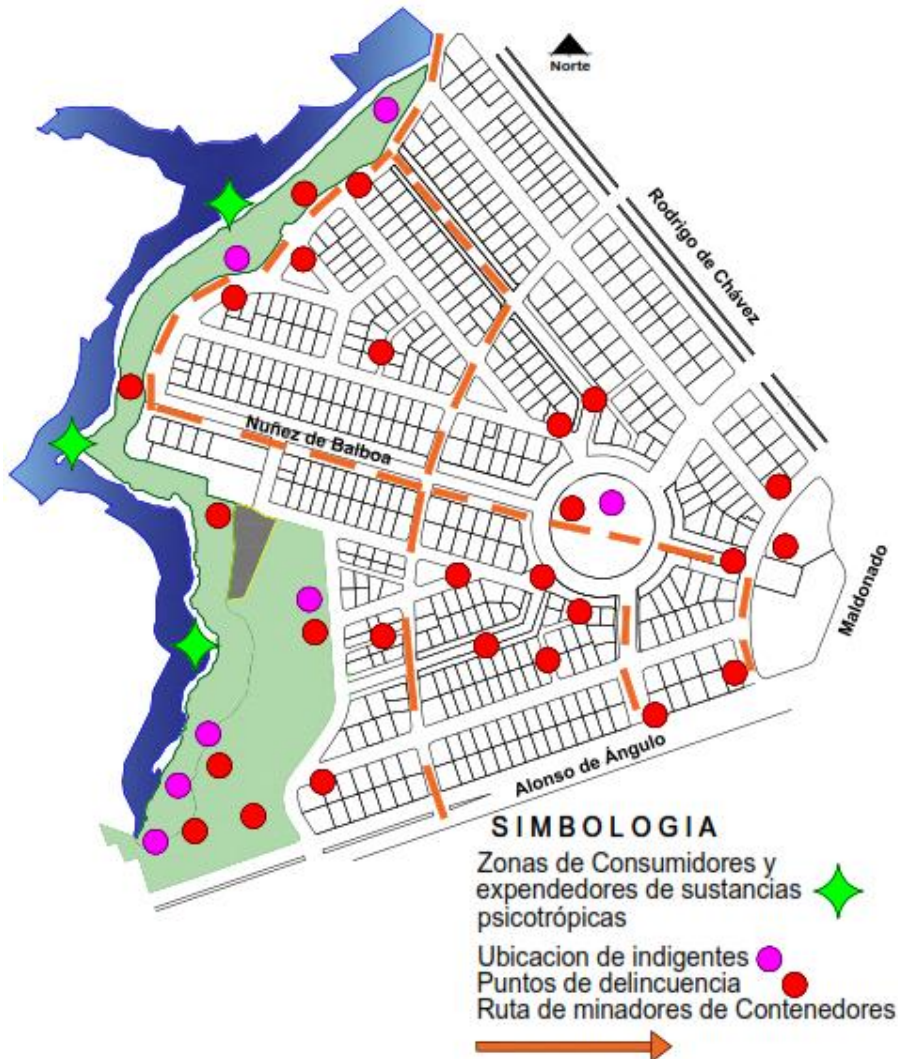 Norte
Rodrigo de Chávez
Nuñez de Balboa
Maldonado
Alonso de Ángulo
SIMBOLOGIA
Zonas de Consumidores y
expendedores de sustancias
psicotrópicas
Ubicacion de indigentes
Puntos de delincuencia
Ruta de minadores de Contenedores